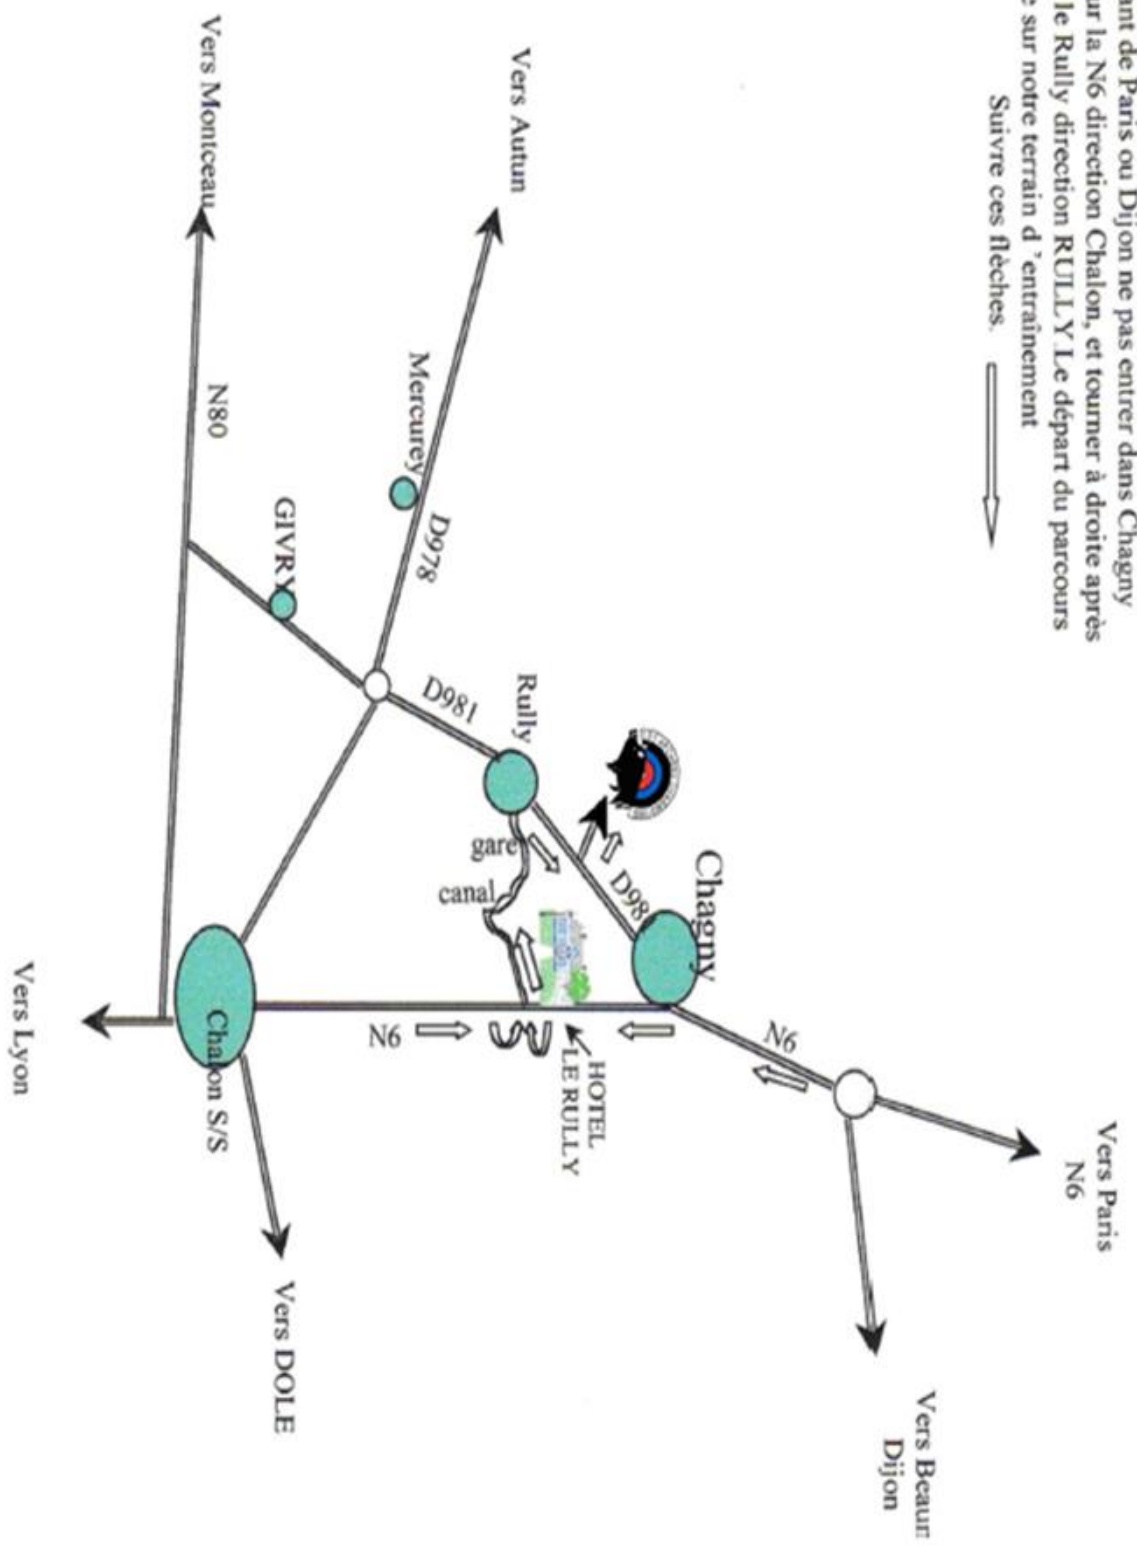 ant de Paris ou Dijon ne pas entrer dans Chagny
ur la N6 direction Chalon, et tourner à droite après
le Rully direction RULLY.Le départ du parcours
e sur notre terrain d 'entraînement
Suivre ces flèches.
Vers Paris
N6
Vers Beaun
Dijon
N6
Chagny
D98
HOTEL
LE RULLY
Rully
gare
canal
D981
Vers Autun
Mercurey
D978
N6
GIVRY
Vers Montceau
N80
Chalon S/S
Vers DOLE
Vers Lyon